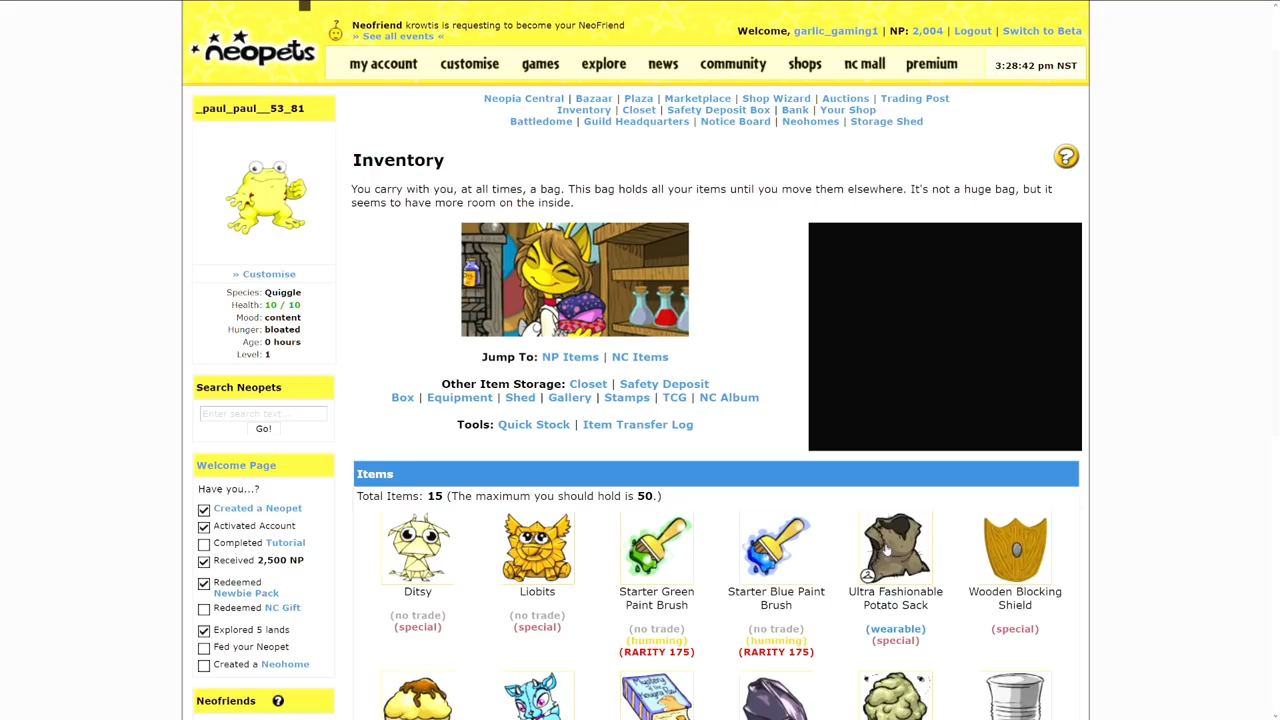 Neofriend krowtis is requesting to become your NeoFriend
» See all events «
Welcome, garlic_gaming1 | NP: 2,004 | Logout | Switch to Beta
neopets
my account customise games explore news community shops nc mall premium
3:28:42 pm NST
_paul_paul__53_81
» Customise
Species: Quiggle
Health: 10 / 10
Mood: content
Hunger: bloated
Age: 0 hours
Level: 1
Search Neopets
Enter search text...
Go!
Welcome Page
Have you...?
Created a Neopet
Activated Account
Completed Tutorial
Received 2,500 NP
Redeemed
Newbie Pack
Redeemed NC Gift
Explored 5 lands
Fed your Neopet
Created a Neohome
Neofriends ?
Neopia Central | Bazaar | Plaza | Marketplace | Shop Wizard | Auctions | Trading Post
Inventory | Closet | Safety Deposit Box | Bank | Your Shop
Battledome | Guild Headquarters | Notice Board | Neohomes | Storage Shed
Inventory
?
You carry with you, at all times, a bag. This bag holds all your items until you move them elsewhere. It's not a huge bag, but it
seems to have more room on the inside.
Jump To: NP Items | NC Items
Other Item Storage: Closet | Safety Deposit
Box | Equipment | Shed | Gallery | Stamps | TCG | NC Album
Tools: Quick Stock | Item Transfer Log
Items
Total Items: 15 (The maximum you should hold is 50.)
Ditsy
(no trade)
(special)
Liobits
(no trade)
(special)
Starter Green
Paint Brush
(no trade)
(humming)
(RARITY 175)
Starter Blue Paint
Brush
(no trade)
(humming)
(RARITY 175)
Ultra Fashionable
Potato Sack
(wearable)
(special)
Wooden Blocking
Shield
(special)